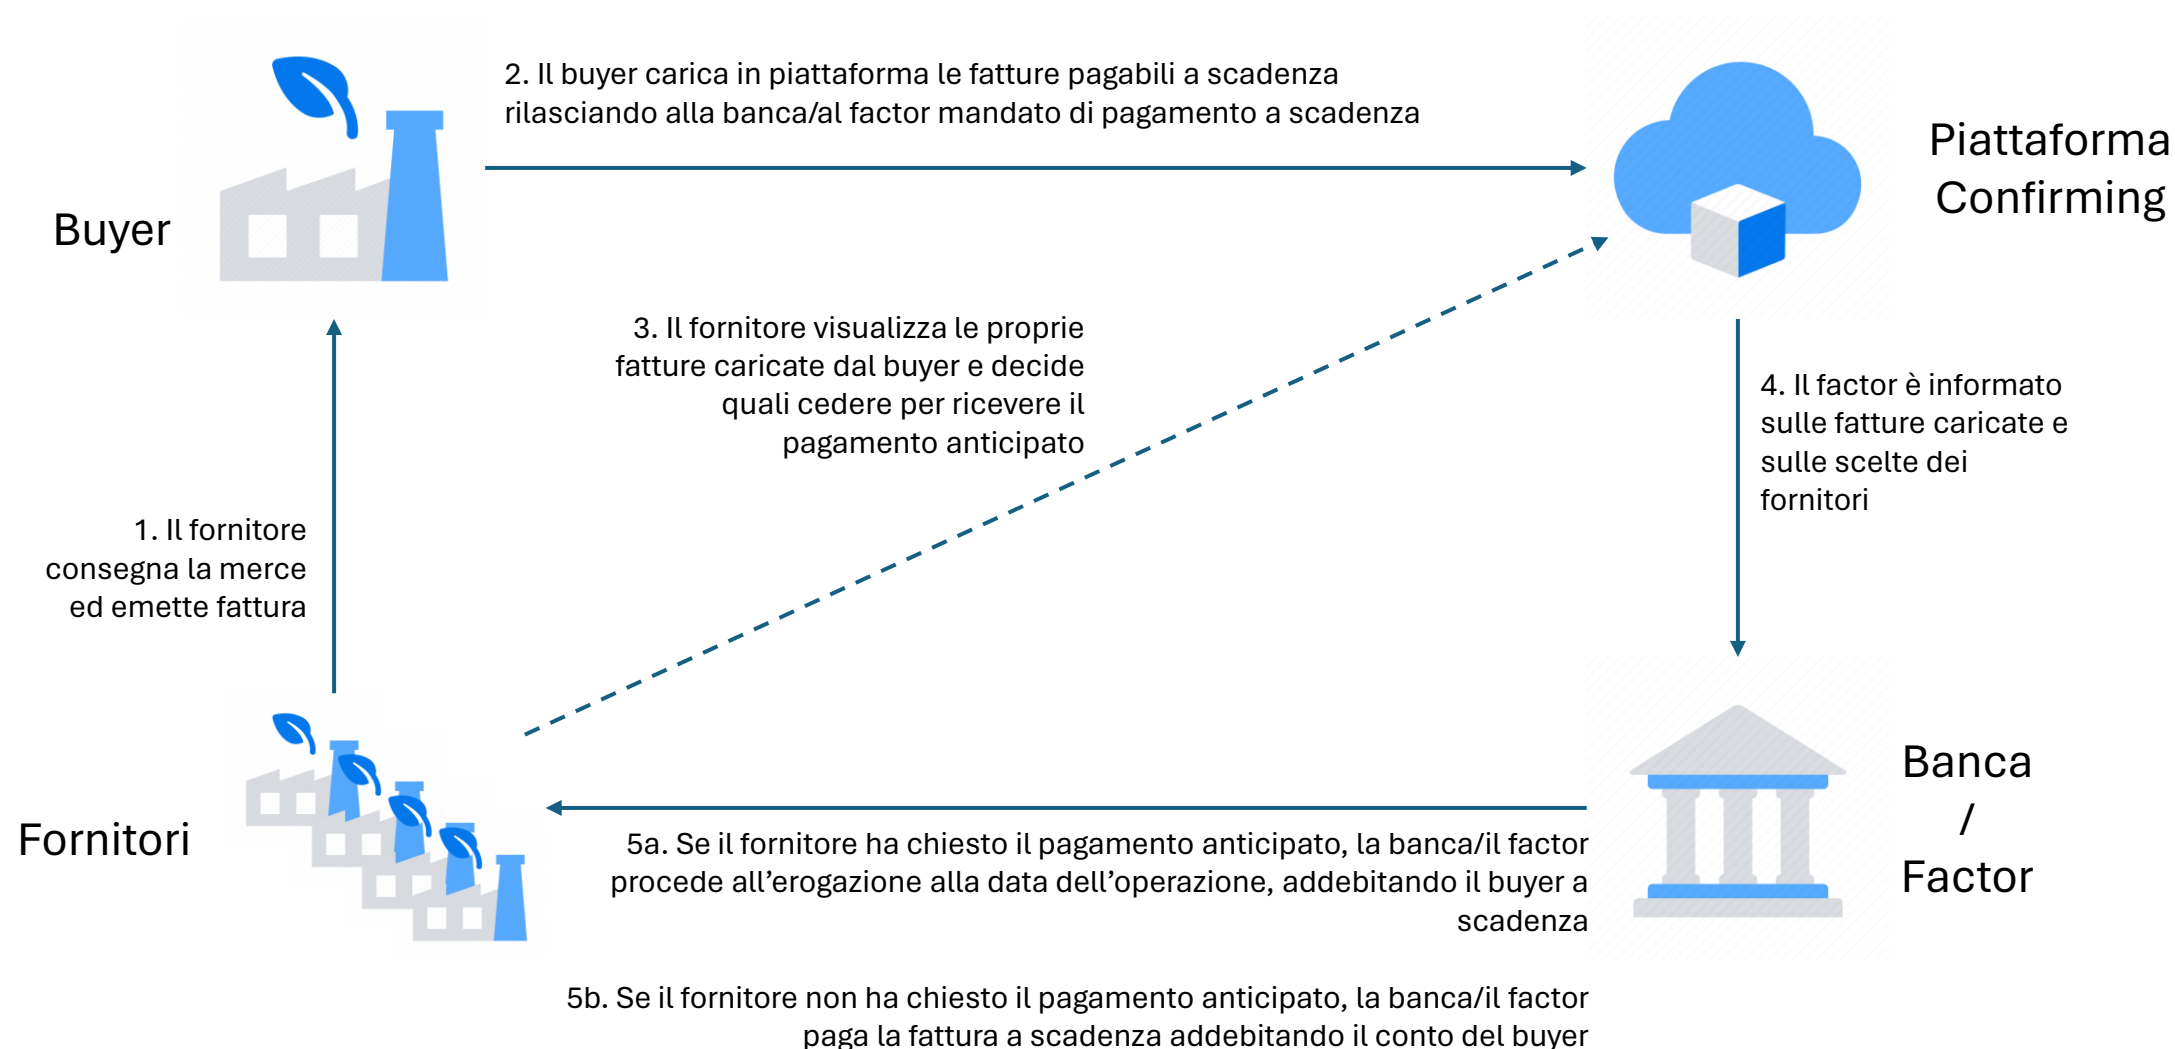 2. Il buyer carica in piattaforma le fatture pagabili a scadenza
rilasciando alla banca/al factor mandato di pagamento a scadenza
Piattaforma
Confirming
Buyer
3. Il fornitore visualizza le proprie
fatture caricate dal buyer e decide
quali cedere per ricevere il
pagamento anticipato
4. Il factor è informato
sulle fatture caricate e
sulle scelte dei
fornitori
1. Il fornitore
consegna la merce
ed emette fattura
Banca
/
Factor
Fornitori
5a. Se il fornitore ha chiesto il pagamento anticipato, la banca/il factor
procede all’erogazione alla data dell’operazione, addebitando il buyer a
scadenza
5b. Se il fornitore non ha chiesto il pagamento anticipato, la banca/il factor
paga la fattura a scadenza addebitando il conto del buyer